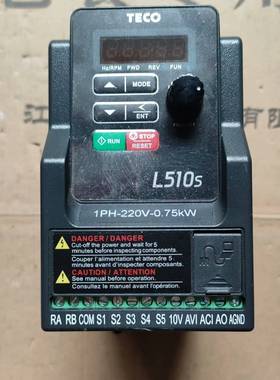 TECO
Hz/RPM FWD REV FUN
MODE
</ENT
RUN
STOP
RESET
L510s
1PH-220V-0.75kW
DANGER / DANGER
Cut-off the power and wait for 5
minutes before inspecting components.
Couper l'alimentation et attendre 5
minutes avant d'inspecter.
CAUTION / ATTENTION
See manual before operation.
Consultez le manuel avant l'opération.
RA RB COM S1 S2 S3 S4 S5 10V AVI ACI AO AGND